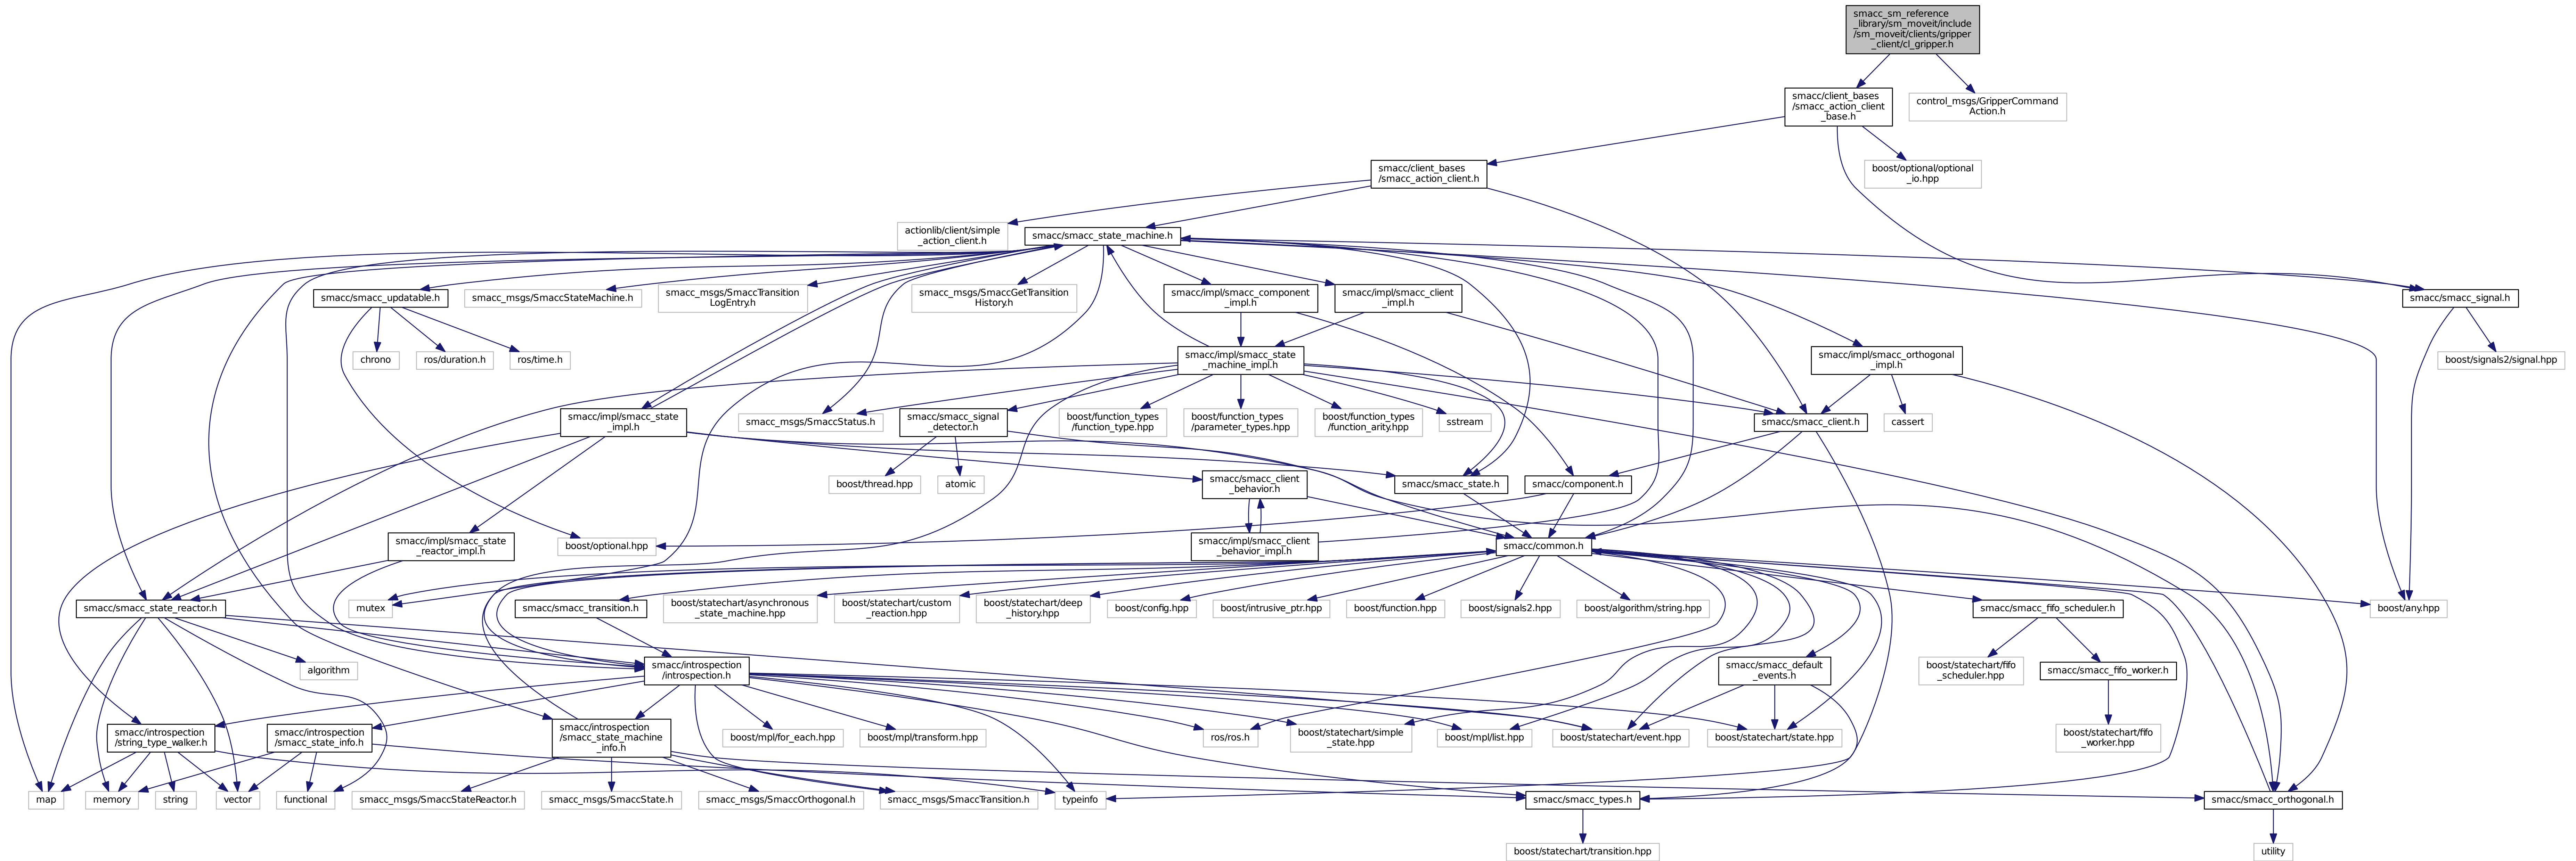 smacc_sm_reference
_library/sm_moveit/include
/sm_moveit/clients/gripper
_client/cl_gripper.h
smacc/client_bases
/smacc_action_client
_base.h
control_msgs/GripperCommand
Action.h
smacc/client_bases
/smacc_action_client.h
boost/optional/optional
_io.hpp
actionlib/client/simple
_action_client.h
smacc/smacc_state_machine.h
smacc/smacc_updatable.h
smacc_msgs/SmaccStateMachine.h
smacc_msgs/SmaccTransition
LogEntry.h
smacc_msgs/SmaccGetTransition
History.h
smacc/impl/smacc_component
_impl.h
smacc/impl/smacc_client
_impl.h
smacc/smacc_signal.h
chrono
ros/duration.h
ros/time.h
smacc/impl/smacc_state
_machine_impl.h
smacc/impl/smacc_orthogonal
_impl.h
boost/signals2/signal.hpp
smacc/impl/smacc_state
_impl.h
smacc_msgs/SmaccStatus.h
smacc/smacc_signal
_detector.h
boost/function_types
/function_type.hpp
boost/function_types
/parameter_types.hpp
boost/function_types
/function_arity.hpp
sstream
smacc/smacc_client.h
cassert
boost/thread.hpp
atomic
smacc/smacc_client
_behavior.h
smacc/smacc_state.h
smacc/component.h
smacc/impl/smacc_state
_reactor_impl.h
boost/optional.hpp
smacc/impl/smacc_client
_behavior_impl.h
smacc/common.h
smacc/smacc_state_reactor.h
mutex
smacc/smacc_transition.h
boost/statechart/asynchronous
_state_machine.hpp
boost/statechart/custom
_reaction.hpp
boost/statechart/deep
_history.hpp
boost/config.hpp
boost/intrusive_ptr.hpp
boost/function.hpp
boost/signals2.hpp
boost/algorithm/string.hpp
smacc/smacc_fifo_scheduler.h
boost/any.hpp
algorithm
smacc/introspection
/introspection.h
smacc/smacc_default
_events.h
boost/statechart/fifo
_scheduler.hpp
smacc/smacc_fifo_worker.h
smacc/introspection
/string_type_walker.h
smacc/introspection
/smacc_state_info.h
smacc/introspection
/smacc_state_machine
_info.h
boost/mpl/for_each.hpp
boost/mpl/transform.hpp
ros/ros.h
boost/statechart/simple
_state.hpp
boost/mpl/list.hpp
boost/statechart/event.hpp
boost/statechart/state.hpp
boost/statechart/fifo
_worker.hpp
map
memory
string
vector
functional
smacc_msgs/SmaccStateReactor.h
smacc_msgs/SmaccState.h
smacc_msgs/SmaccOrthogonal.h
smacc_msgs/SmaccTransition.h
typeinfo
smacc/smacc_types.h
smacc/smacc_orthogonal.h
boost/statechart/transition.hpp
utility